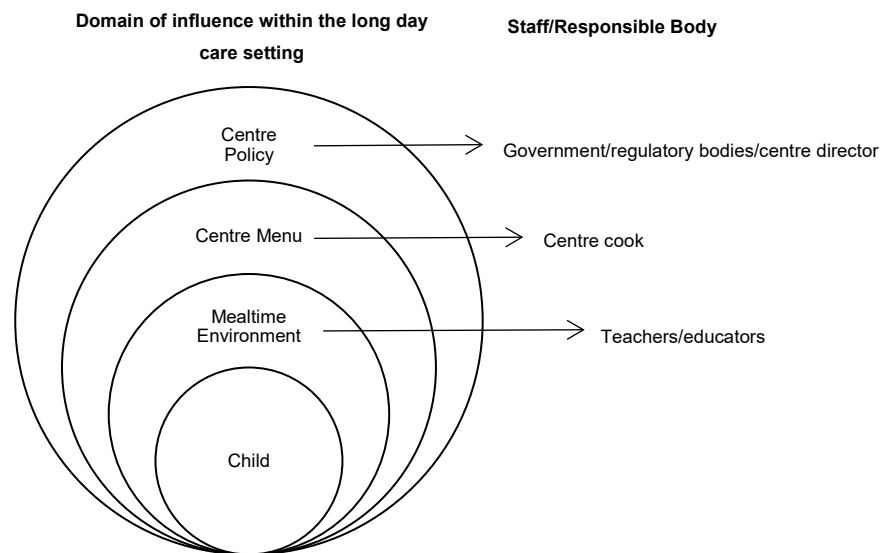 Domain of influence within the long day
care setting
Staff/Responsible Body
Centre
Policy
Government/regulatory bodies/centre director
Centre Menu
Centre cook
Mealtime
Environment
Teachers/educators
Child